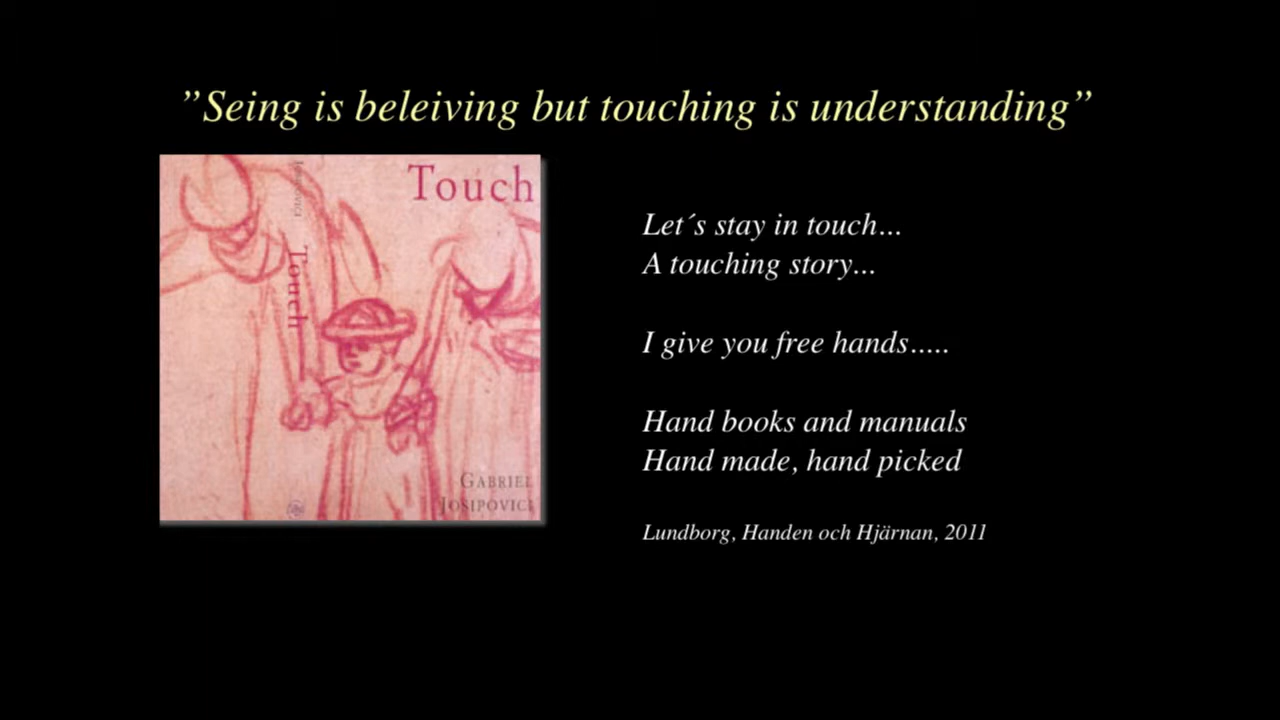 ”Seing is beleiving but touching is understanding”
Touch
Josipovici
Touch
Gabriel
Josipovici
Let´s stay in touch...
A touching story...
I give you free hands.....
Hand books and manuals
Hand made, hand picked
Lundborg, Handen och Hjärnan, 2011